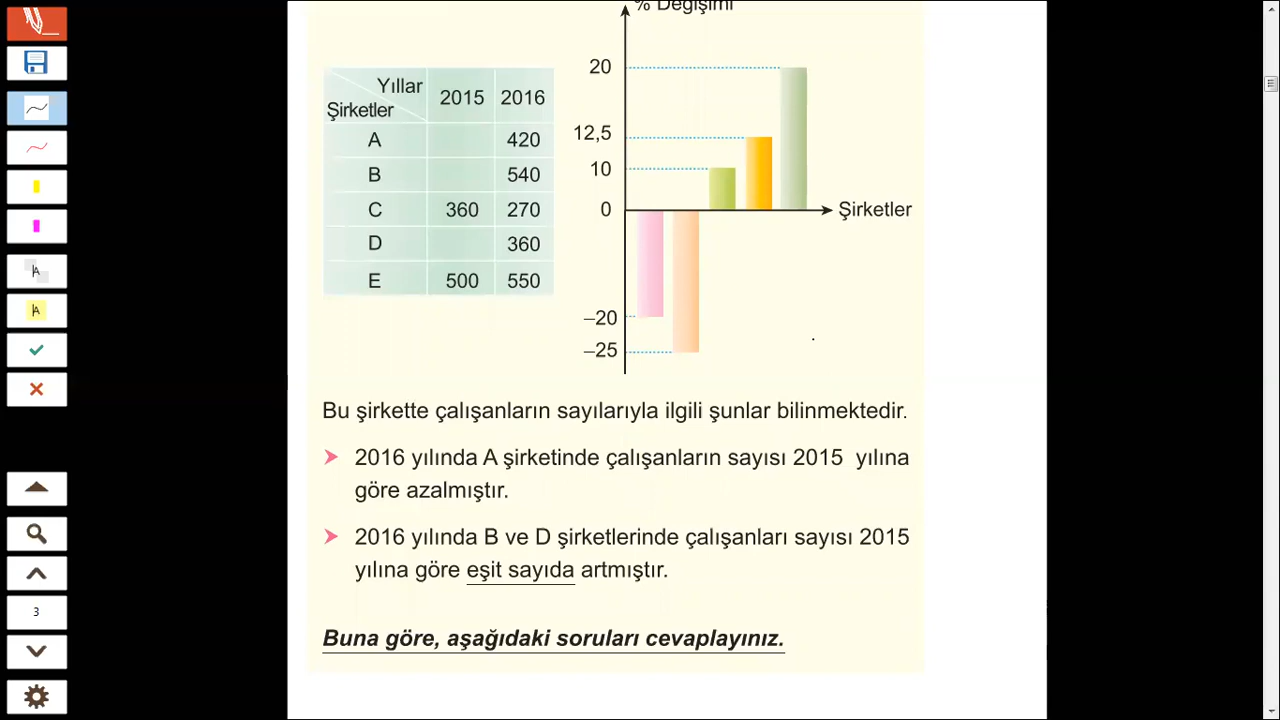 % Değişimi
Yıllar
Şirketler
2015 2016
A 420
B 540
C 360 270
D 360
E 500 550
20
12,5
10
0
–20
–25
Şirketler
Bu şirkette çalışanların sayılarıyla ilgili şunlar bilinmektedir.
2016 yılında A şirketinde çalışanların sayısı 2015 yılına
göre azalmıştır.
2016 yılında B ve D şirketlerinde çalışanları sayısı 2015
yılına göre eşit sayıda artmıştır.
Buna göre, aşağıdaki soruları cevaplayınız.
A
A
3